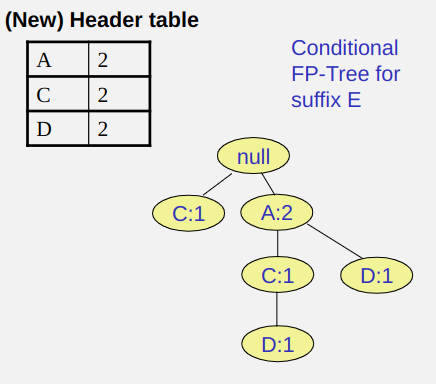 (New) Header table
A 2
C 2
D 2
Conditional
FP-Tree for
suffix E
null
C:1 A:2
C:1 D:1
D:1